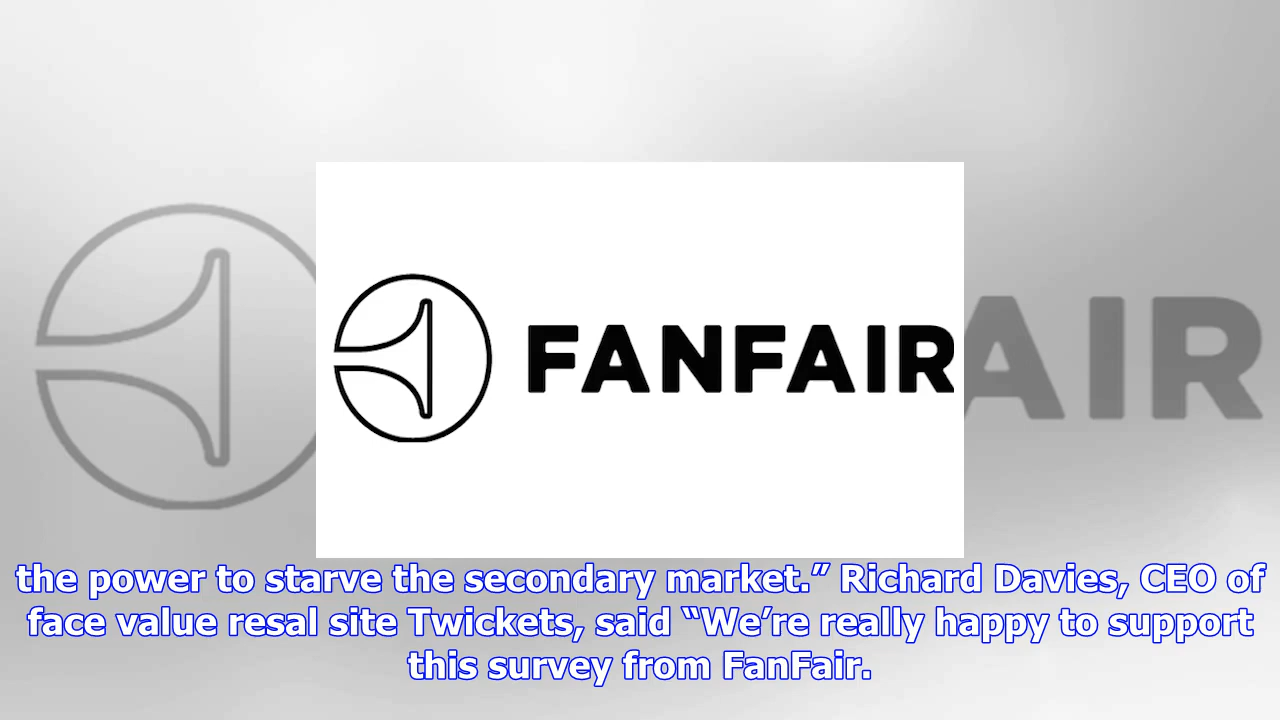 FANFAIR
AIR
the power to starve the secondary market.” Richard Davies, CEO of
face value resal site Twickets, said “We’re really happy to support
this survey from FanFair.